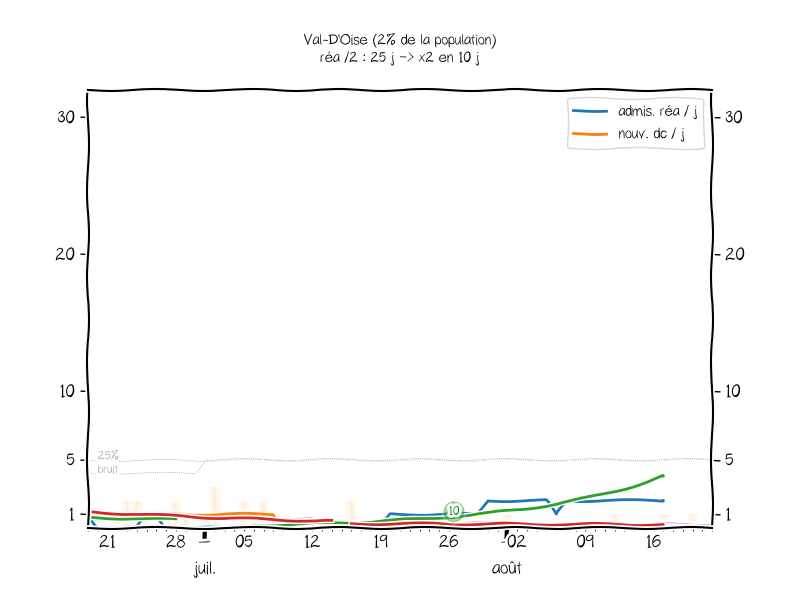 Val-D'Oise (2% de la population)
réa /2 : 25 j -> x2 en 10 j
admis. réa / j
nouv. dc / j
30
20
10
5
1
30
20
10
5
1
25%
bruit
10
21 28 05 12 19 26 02 09 16
juil. août